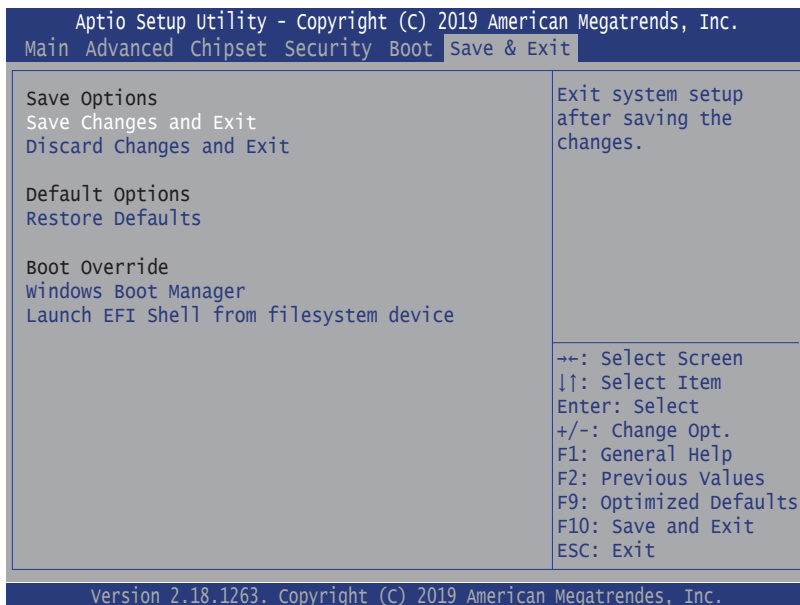 Aptio Setup Utility - Copyright (C) 2019 American Megatrends, Inc.
Main Advanced Chipset Security Boot Save & Exit
Save Options
Save Changes and Exit
Discard Changes and Exit
Default Options
Restore Defaults
Boot Override
Windows Boot Manager
Launch EFI Shell from filesystem device
Exit system setup
after saving the
changes.
→←: Select Screen
↓↑: Select Item
Enter: Select
+/-: Change Opt.
F1: General Help
F2: Previous Values
F9: Optimized Defaults
F10: Save and Exit
ESC: Exit
Version 2.18.1263. Copyright (C) 2019 American Megatrendes, Inc.